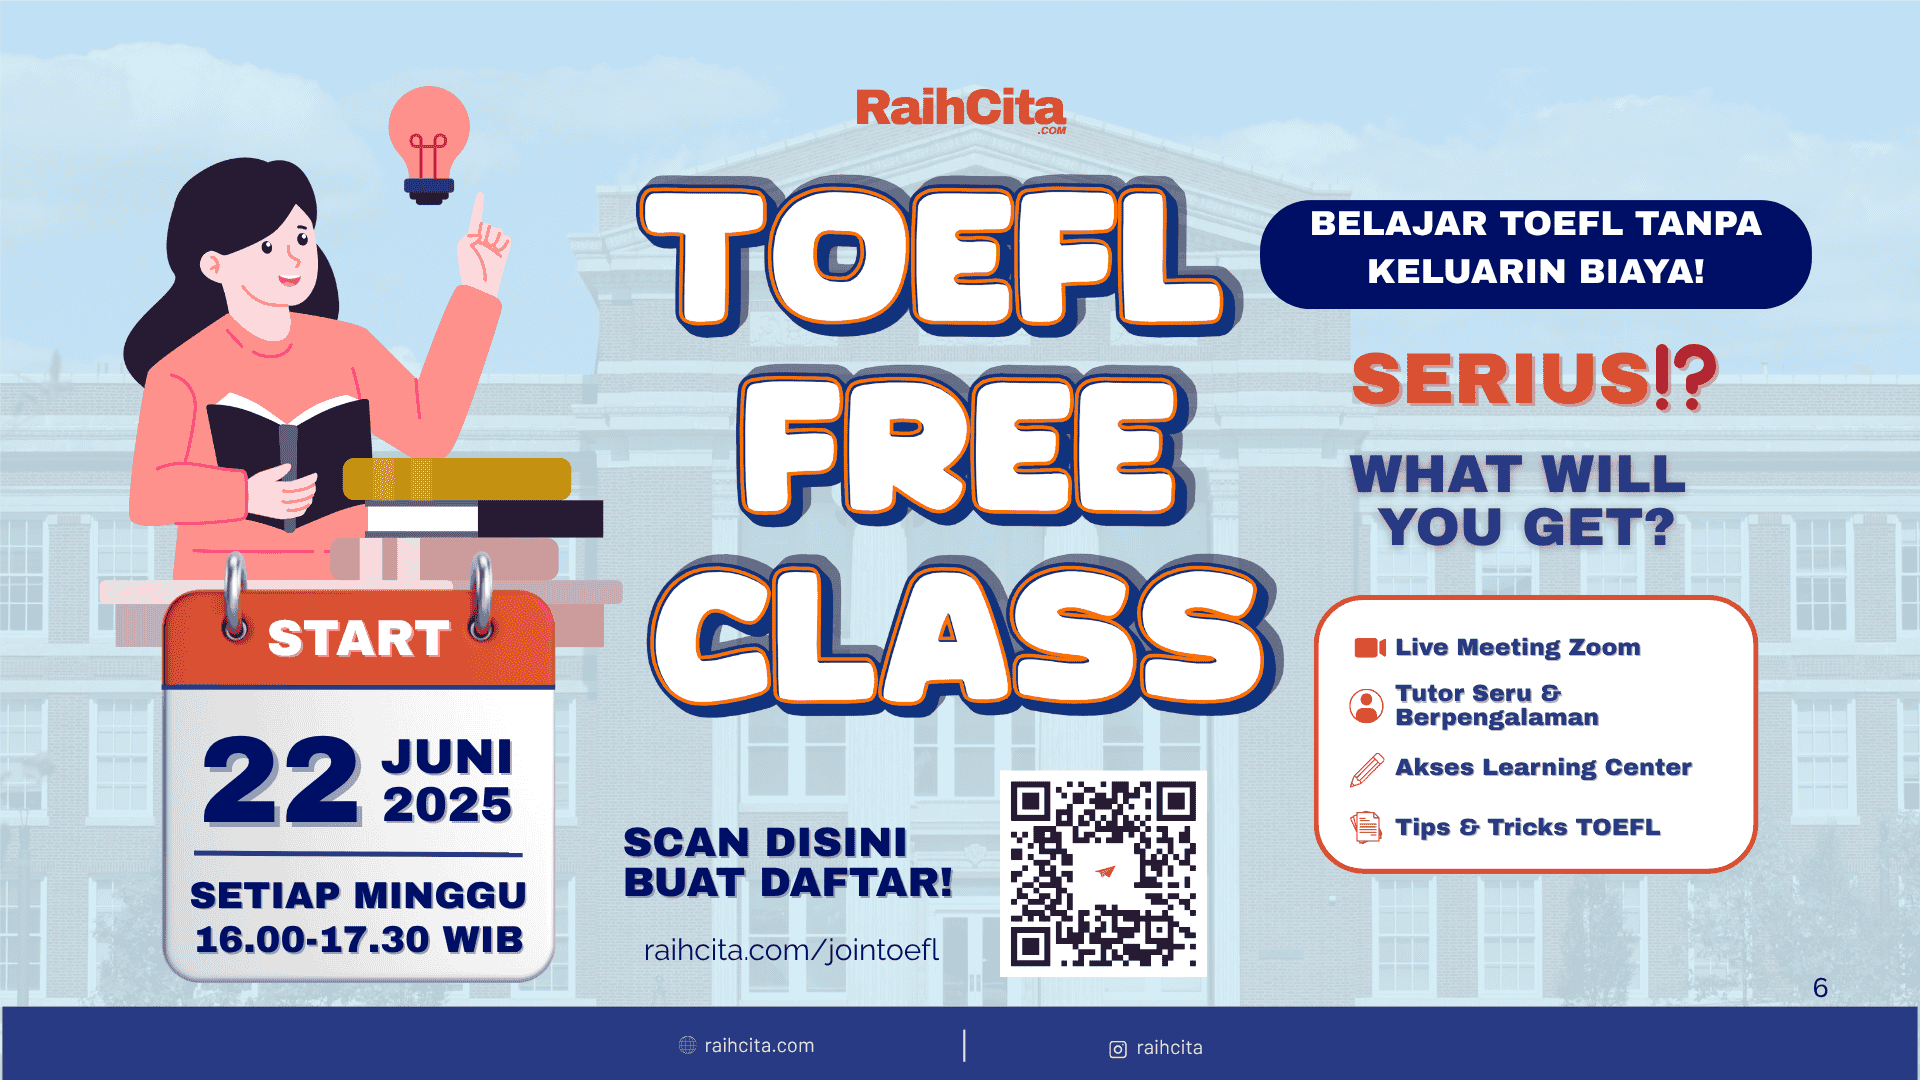 RaihCita
.COM
TOEFL
FREE
CLASS
BELAJAR TOEFL TANPA
KELUARIN BIAYA!
SERIUS!?
WHAT WILL
YOU GET?
Live Meeting Zoom
Tutor Seru &
Berpengalaman
Akses Learning Center
Tips & Tricks TOEFL
START
22 JUNI
2025
SETIAP MINGGU
16.00-17.30 WIB
SCAN DISINI
BUAT DAFTAR!
raihcita.com/jointoefl
6
raihcita.com
raihcita